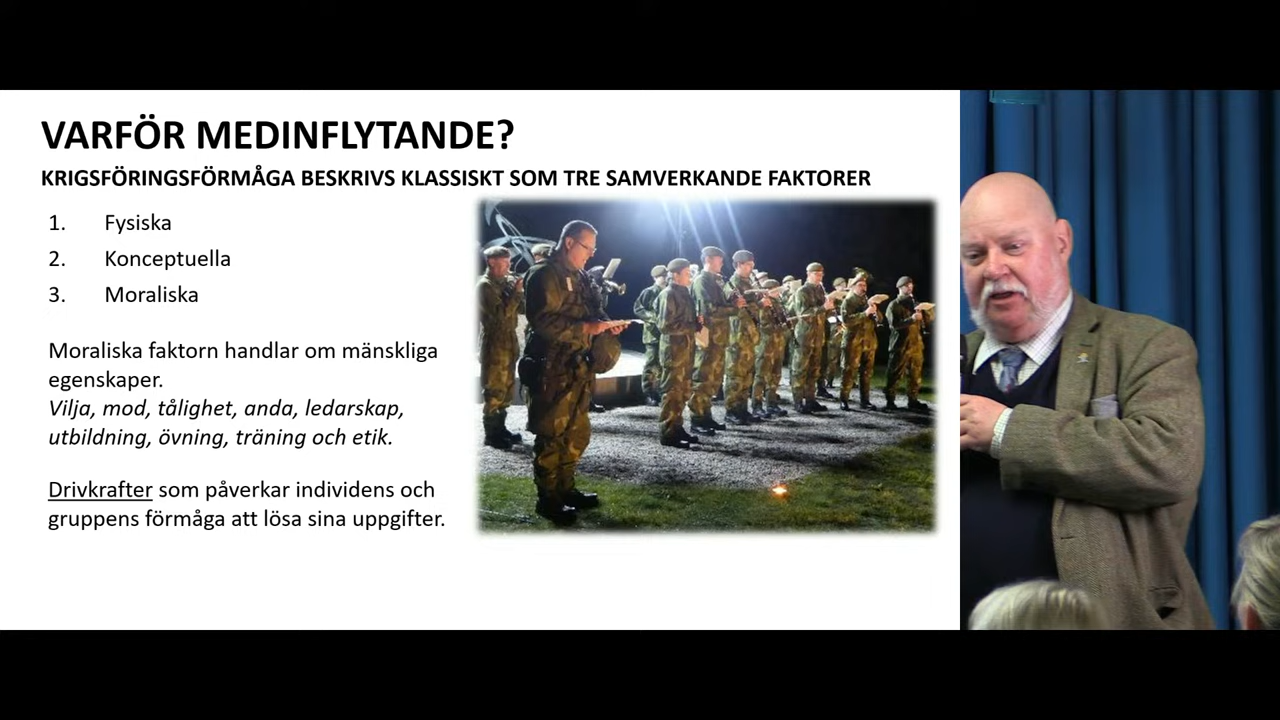 VARFÖR MEDINFLYTANDE?
KRIGSFÖRINGSFÖRMÅGA BESKRIVS KLASSISKT SOM TRE SAMVERKANDE FAKTORER
1. Fysiska
2. Konceptuella
3. Moraliska
Moraliska faktorn handlar om mänskliga
egenskaper.
Vilja, mod, tålighet, anda, ledarskap,
utbildning, övning, träning och etik.
Drivkrafter som påverkar individens och
gruppens förmåga att lösa sina uppgifter.